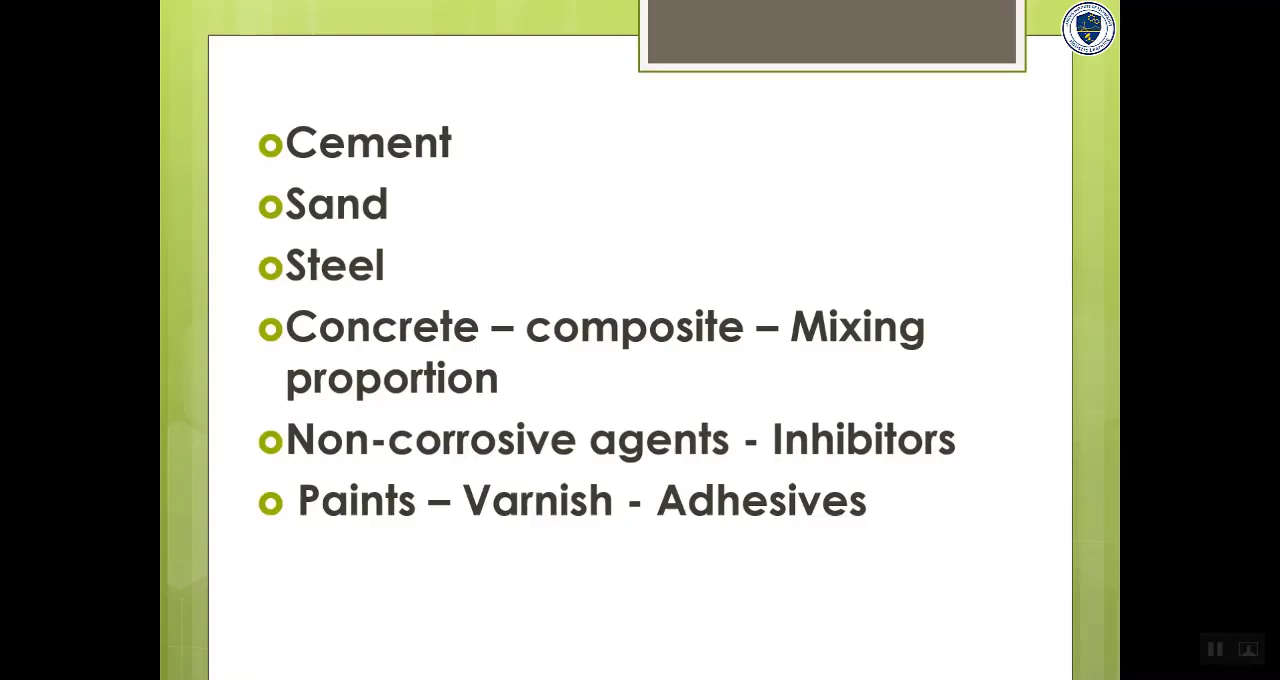 Cement
Sand
Steel
Concrete – composite – Mixing
proportion
Non-corrosive agents - Inhibitors
Paints – Varnish - Adhesives